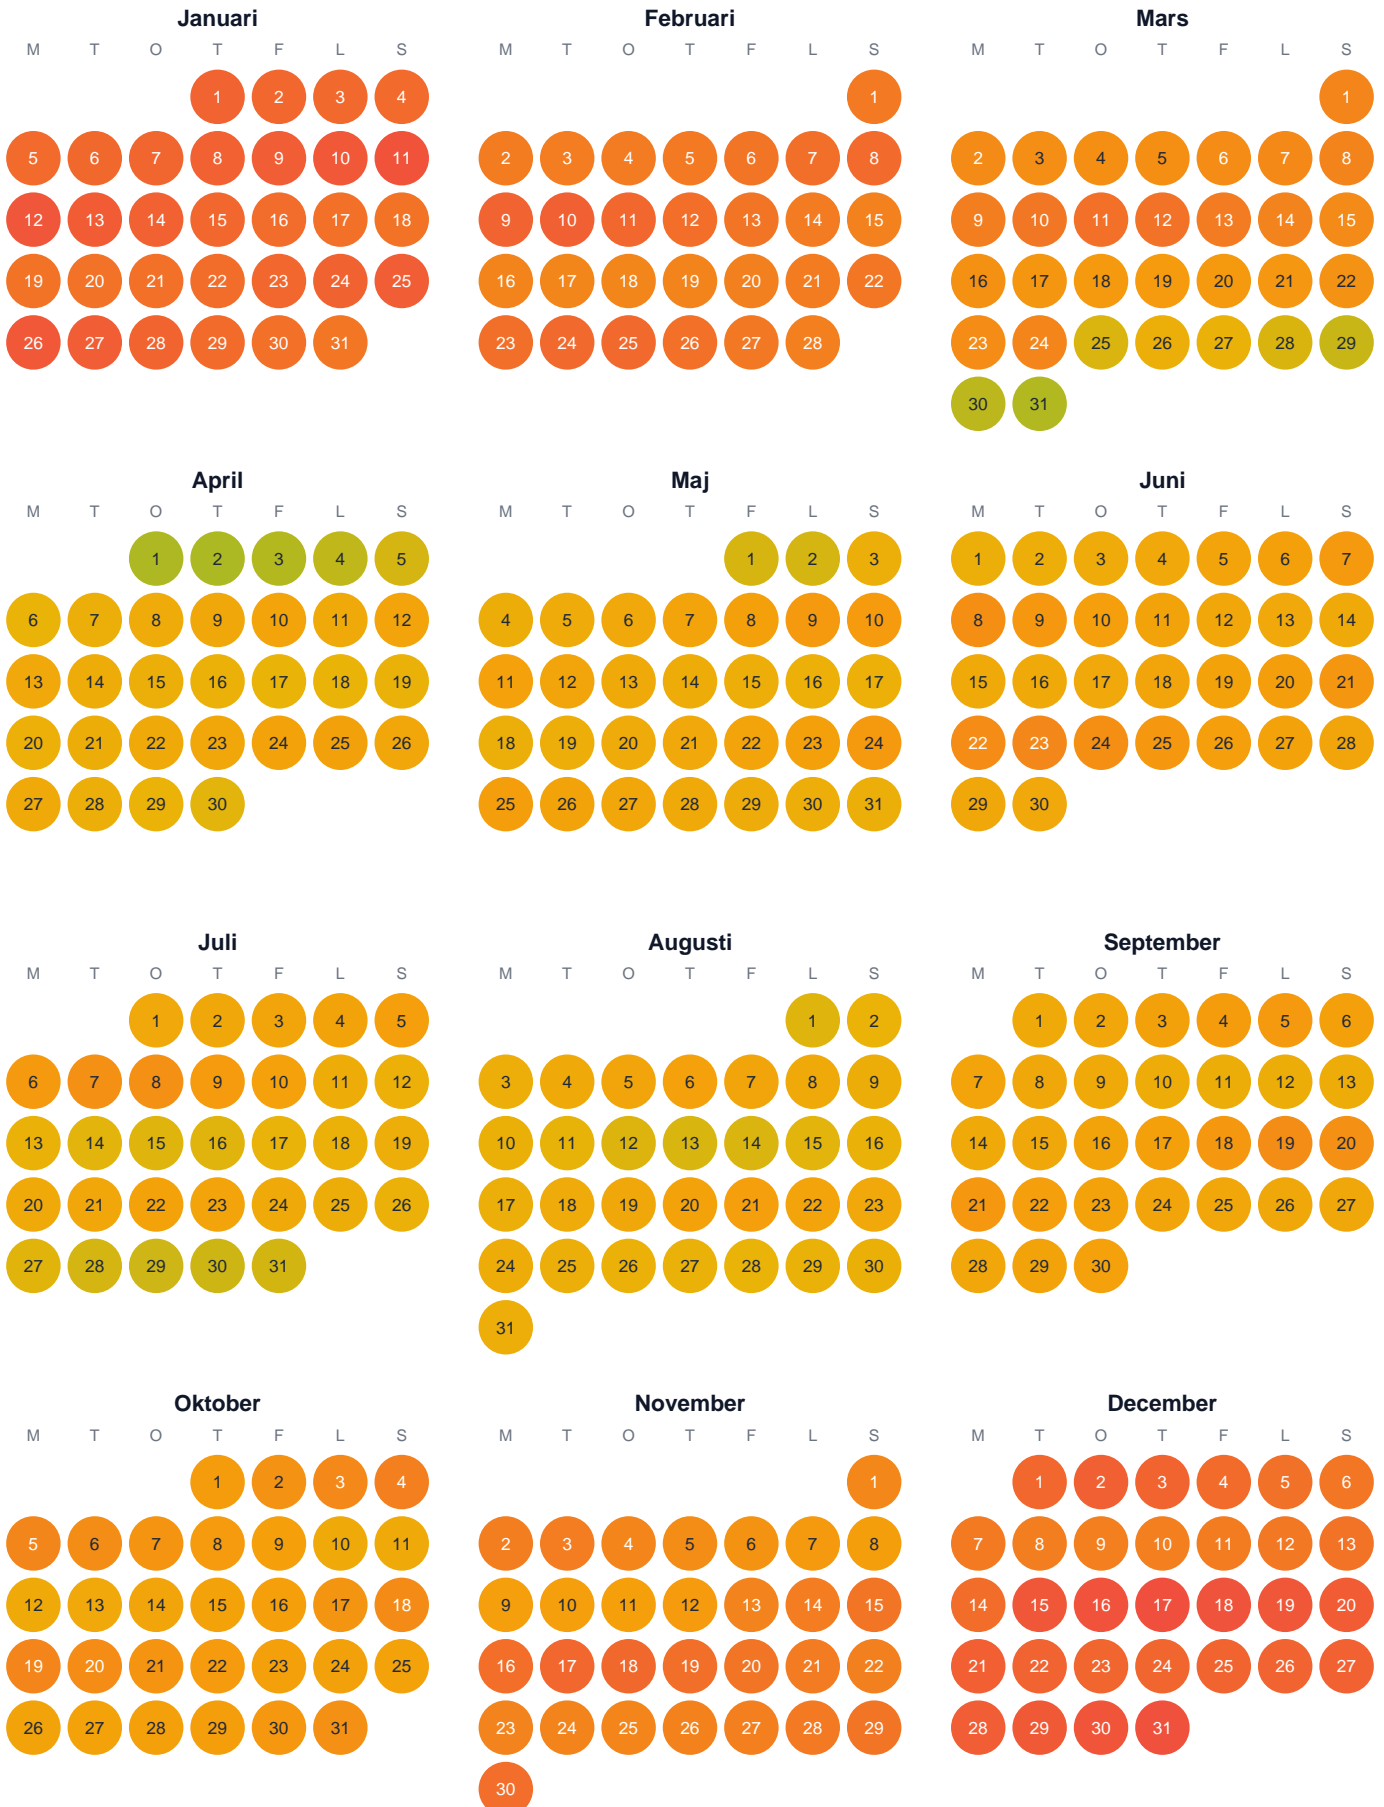 Januari Februari Mars
M T O T F L S M T O T F L S M T O T F L S
1 2 3 4 1 1
5 6 7 8 9 10 11 2 3 4 5 6 7 8 2 3 4 5 6 7 8
12 13 14 15 16 17 18 9 10 11 12 13 14 15 9 10 11 12 13 14 15
19 20 21 22 23 24 25 16 17 18 19 20 21 22 16 17 18 19 20 21 22
26 27 28 29 30 31 23 24 25 26 27 28 23 24 25 26 27 28 29
30 31
April Maj Juni
M T O T F L S M T O T F L S M T O T F L S
1 2 3 4 5 1 2 3 1 2 3 4 5 6 7
6 7 8 9 10 11 12 4 5 6 7 8 9 10 8 9 10 11 12 13 14
13 14 15 16 17 18 19 11 12 13 14 15 16 17 15 16 17 18 19 20 21
20 21 22 23 24 25 26 18 19 20 21 22 23 24 22 23 24 25 26 27 28
27 28 29 30 25 26 27 28 29 30 31 29 30
Juli Augusti September
M T O T F L S M T O T F L S M T O T F L S
1 2 3 4 5 1 2 1 2 3 4 5 6
6 7 8 9 10 11 12 3 4 5 6 7 8 9 7 8 9 10 11 12 13
13 14 15 16 17 18 19 10 11 12 13 14 15 16 14 15 16 17 18 19 20
20 21 22 23 24 25 26 17 18 19 20 21 22 23 21 22 23 24 25 26 27
27 28 29 30 31 24 25 26 27 28 29 30 28 29 30
31
Oktober November December
M T O T F L S M T O T F L S M T O T F L S
1 2 3 4 1 1 2 3 4 5 6
5 6 7 8 9 10 11 2 3 4 5 6 7 8 7 8 9 10 11 12 13
12 13 14 15 16 17 18 9 10 11 12 13 14 15 14 15 16 17 18 19 20
19 20 21 22 23 24 25 16 17 18 19 20 21 22 21 22 23 24 25 26 27
26 27 28 29 30 31 23 24 25 26 27 28 29 28 29 30 31
30